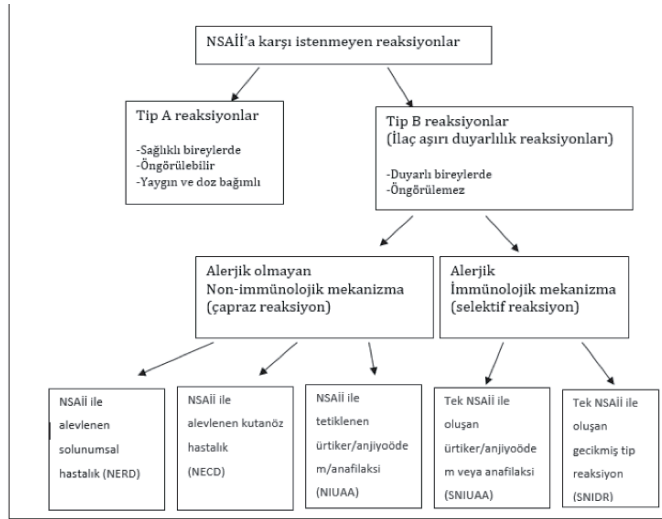 NSAİİ'a karşı istenmeyen reaksiyonlar
Tip A reaksiyonlar
-Sağlıklı bireylerde
-Öngörülebilir
-Yaygın ve doz bağımlı
Tip B reaksiyonlar
(İlaç aşırı duyarlılık reaksiyonları)
-Duyarlı bireylerde
-Öngörülemez
Alerjik olmayan
Non-immünolojik mekanizma
(çapraz reaksiyon)
Alerjik
İmmünolojik mekanizma
(selektif reaksiyon)
NSAİİ ile
alevlenen
solunumsal
hastalık (NERD)
NSAİİ ile
alevlenen kutanöz
hastalık
(NECD)
NSAİİ ile
tetiklenen
ürtiker/anjiyoöde
m/anafilaksi
(NIUAA)
Tek NSAİİ ile
oluşan
ürtiker/anjiyoöde
m veya anafilaksi
(SNIUAA)
Tek NSAİİ ile
oluşan
gecikmiş tip
reaksiyon
(SNIDR)